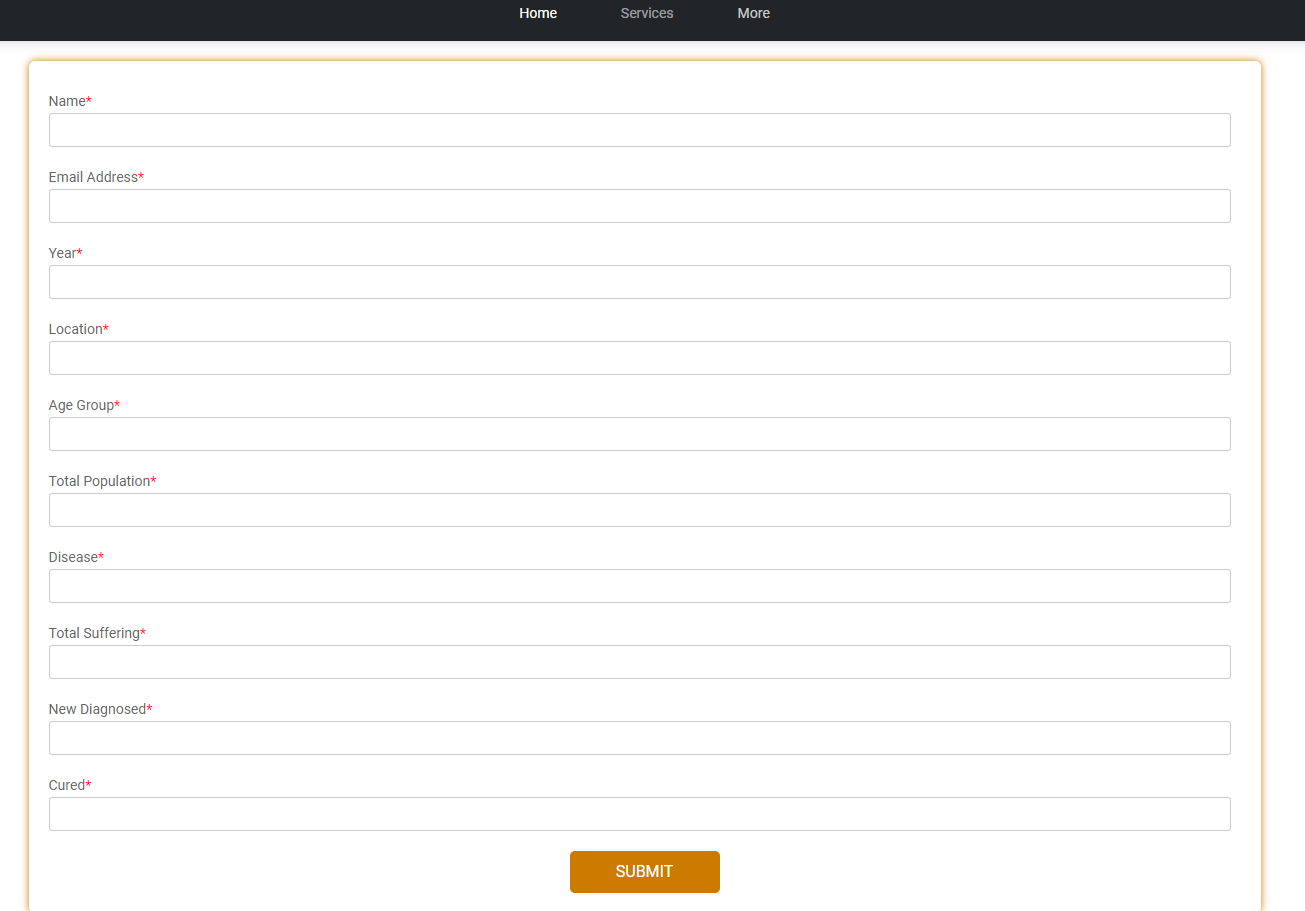 Home Services More
Name*
Email Address*
Year*
Location*
Age Group*
Total Population*
Disease*
Total Suffering*
New Diagnosed*
Cured*
SUBMIT